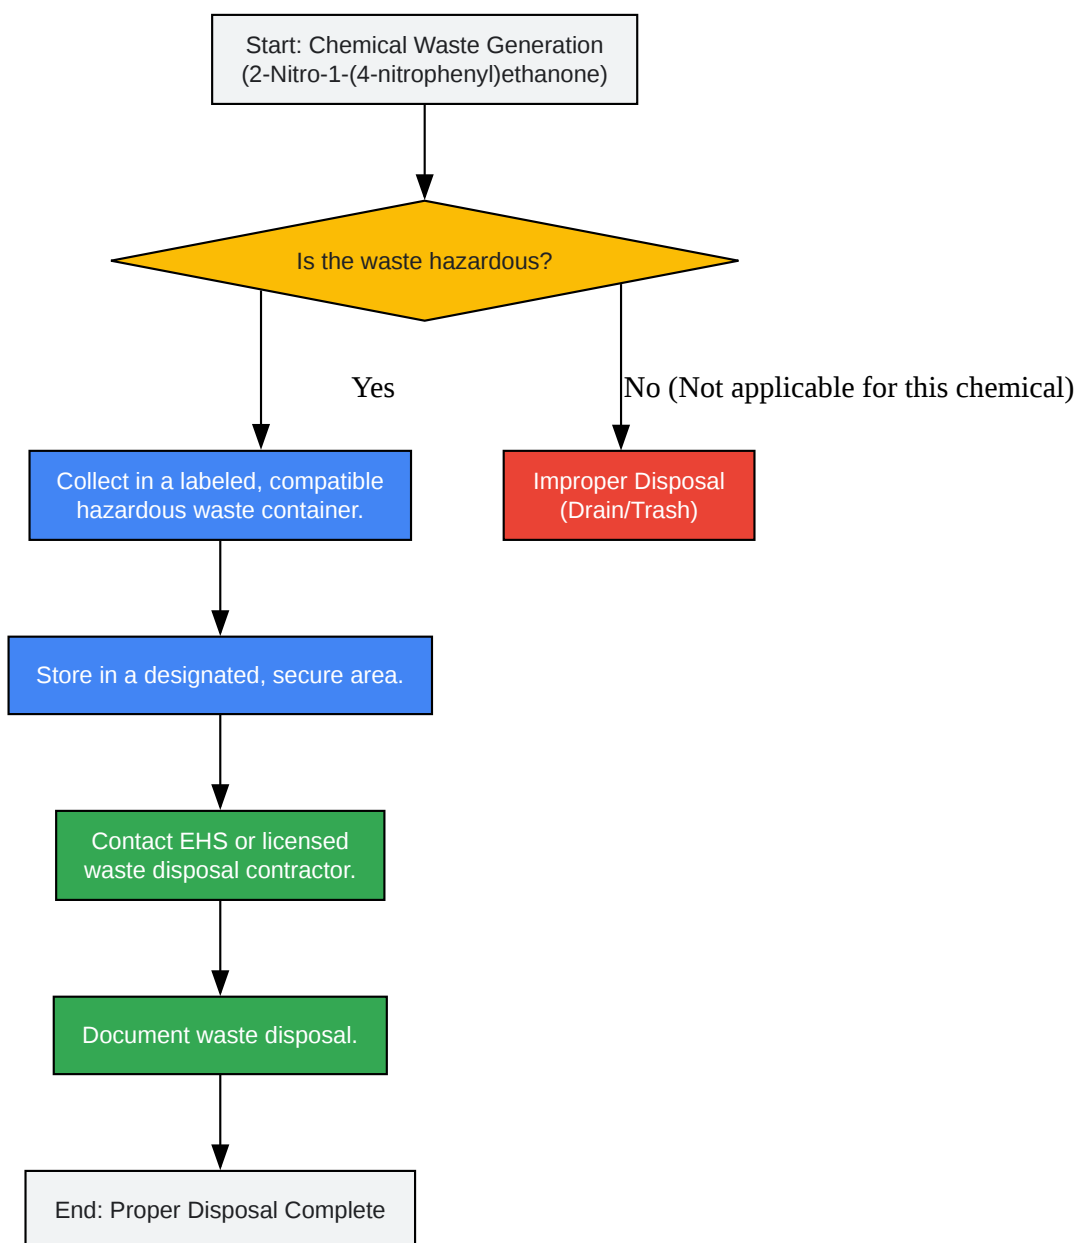 Start: Chemical Waste Generation
(2-Nitro-1-(4-nitrophenyl)ethanone)
Is the waste hazardous?
Yes
No (Not applicable for this chemical)
Collect in a labeled, compatible
hazardous waste container.
Improper Disposal
(Drain/Trash)
Store in a designated, secure area.
Contact EHS or licensed
waste disposal contractor.
Document waste disposal.
End: Proper Disposal Complete